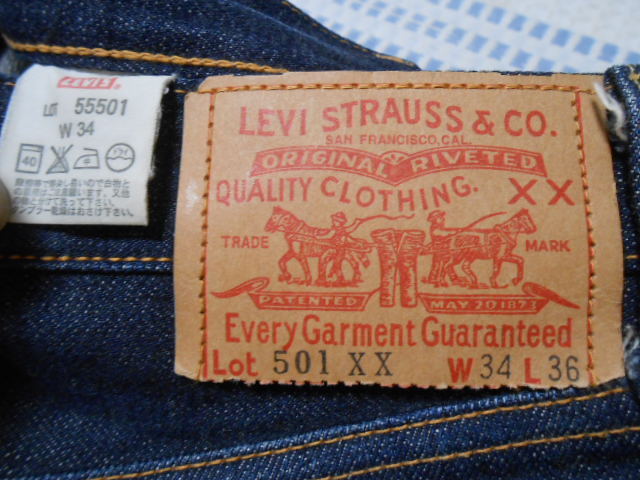 LEVI'S
LOT 55501
W 34
40
LEVI STRAUSS & CO.
SAN FRANCISCO, CAL.
ORIGINAL RIVETED
QUALITY CLOTHING. XX
TRADE MARK
PATENTED MAY 20 1873
Every Garment Guaranteed
Lot 501 XX W 34 L 36